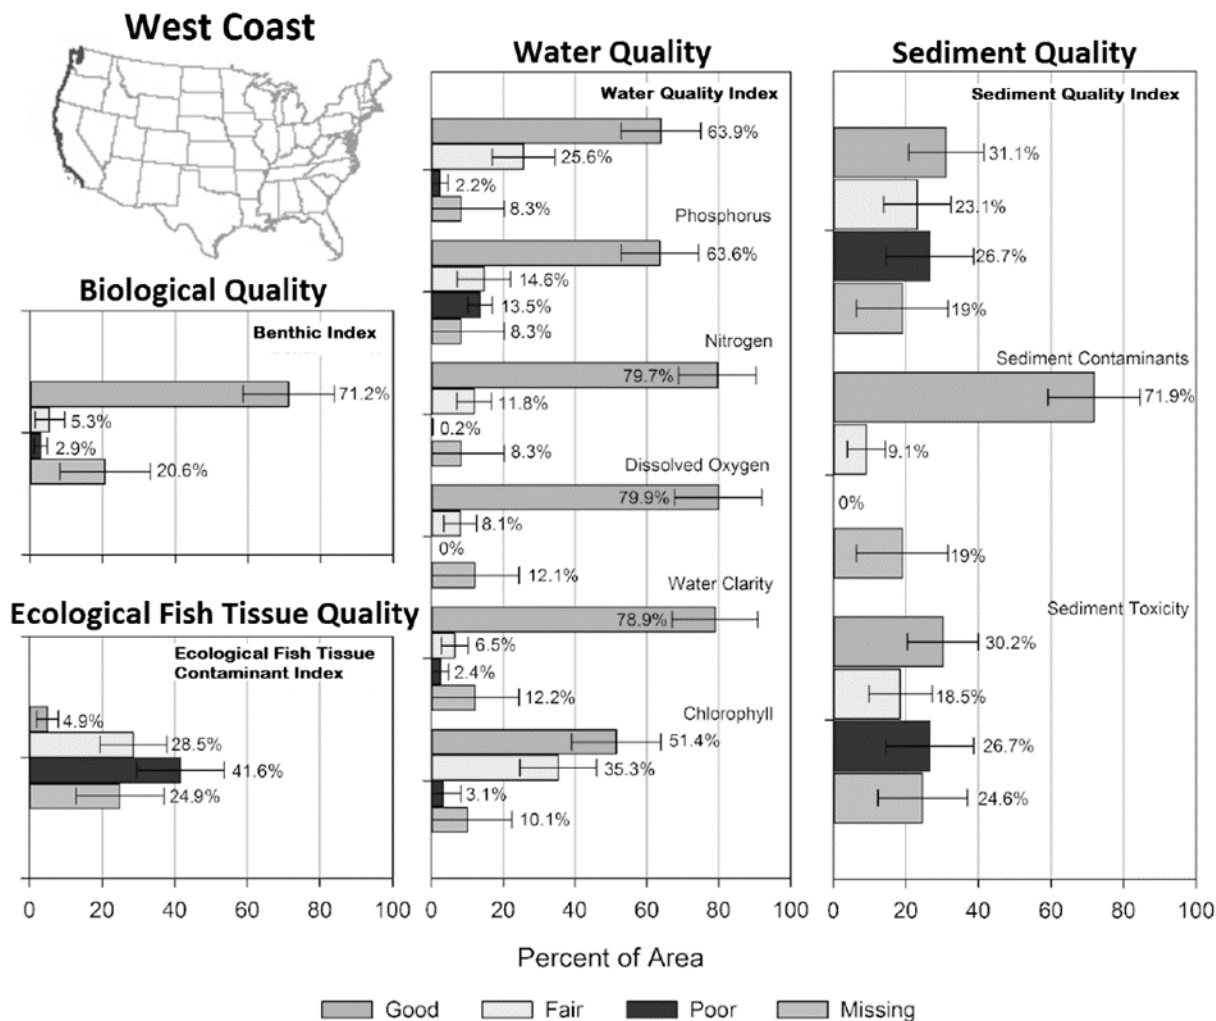 West Coast
Biological Quality
Benthic Index
71.2%
5.3%
2.9%
20.6%
Ecological Fish Tissue Quality
Ecological Fish Tissue
Contaminant Index
4.9%
28.5%
41.6%
24.9%
0 20 40 60 80 100
Water Quality
Water Quality Index
63.9%
25.6%
2.2%
8.3%
Phosphorus
63.6%
14.6%
13.5%
8.3%
Nitrogen
79.7%
11.8%
0.2%
8.3%
Dissolved Oxygen
79.9%
8.1%
0%
12.1%
Water Clarity
78.9%
6.5%
2.4%
12.2%
Chlorophyll
51.4%
35.3%
3.1%
10.1%
0 20 40 60 80 100
Sediment Quality
Sediment Quality Index
31.1%
23.1%
26.7%
19%
Sediment Contaminants
71.9%
9.1%
0%
19%
Sediment Toxicity
30.2%
18.5%
26.7%
24.6%
0 20 40 60 80 100
Percent of Area
Good Fair Poor Missing